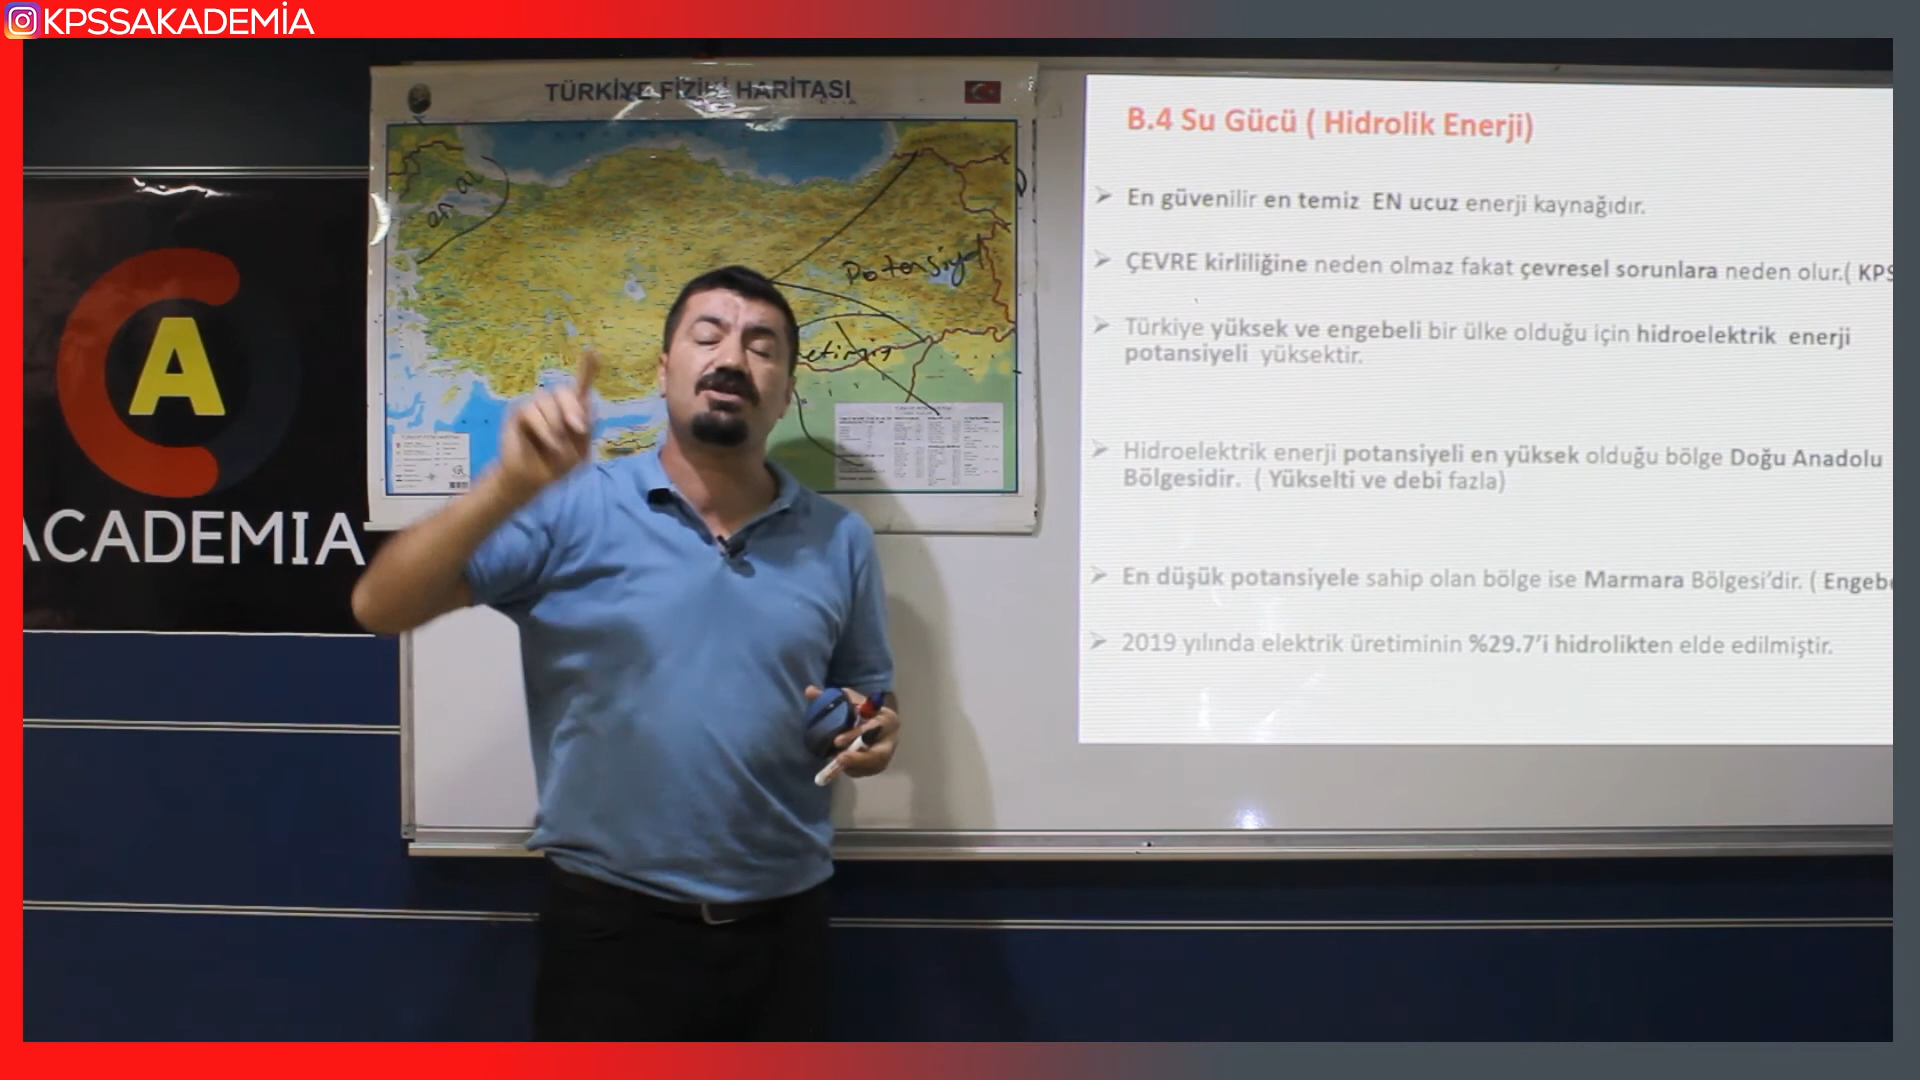 KPSSAKADEMİA
TÜRKİYE FİZİKİ HARİTASI
an az
Potansiyel
etimin
A
ACADEMIA
B.4 Su Gücü ( Hidrolik Enerji)
➢ En güvenilir en temiz EN ucuz enerji kaynağıdır.
➢ ÇEVRE kirliliğine neden olmaz fakat çevresel sorunlara neden olur.( KPS
➢ Türkiye yüksek ve engebeli bir ülke olduğu için hidroelektrik enerji
potansiyeli yüksektir.
➢ Hidroelektrik enerji potansiyeli en yüksek olduğu bölge Doğu Anadolu
Bölgesidir. ( Yükselti ve debi fazla)
➢ En düşük potansiyele sahip olan bölge ise Marmara Bölgesi’dir. ( Engeb
➢ 2019 yılında elektrik üretiminin %29.7’i hidrolikten elde edilmiştir.